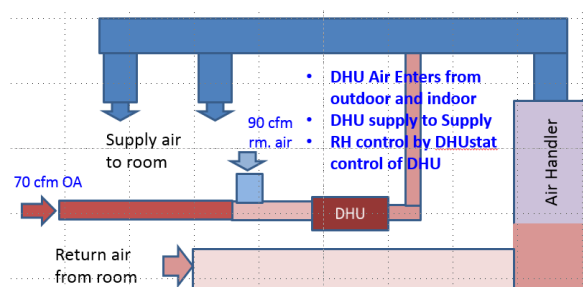 • DHU Air Enters from
outdoor and indoor
• DHU supply to Supply
• RH control by DHUstat
control of DHU
Supply air
to room
90 cfm
rm. air
Air Handler
70 cfm OA
DHU
Return air
from room